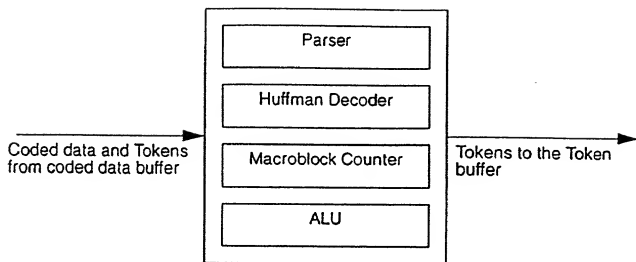 Parser
Huffman Decoder
Macroblock Counter
ALU
Coded data and Tokens
from coded data buffer
Tokens to the Token
buffer